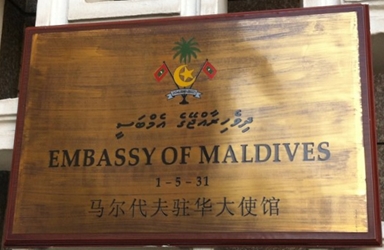 ދިވެހިރާއްޖޭގެ އެމްބަސީ
EMBASSY OF MALDIVES
1-5-31
马尔代夫驻华大使馆